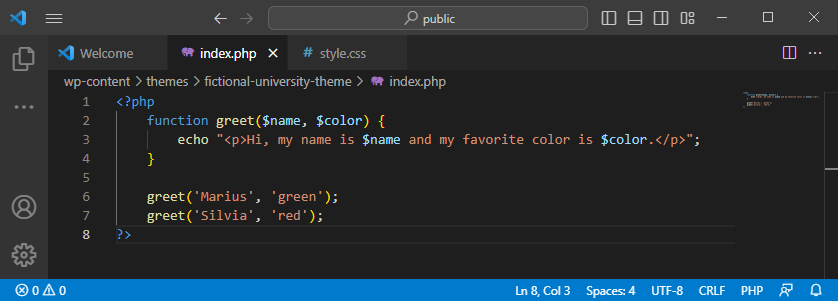 public
Welcome
index.php
# style.css
wp-content > themes > fictional-university-theme > index.php
1 <?php
2     function greet($name, $color) {
3         echo "<p>Hi, my name is $name and my favorite color is $color.</p>";
4     }
5
6     greet('Marius', 'green');
7     greet('Silvia', 'red');
8 ?>
0 0 Ln 8, Col 3 Spaces: 4 UTF-8 CRLF PHP